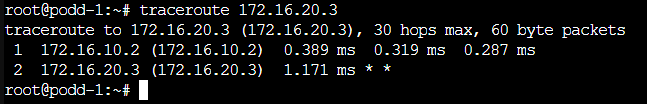 root@podd-1:~# traceroute 172.16.20.3
traceroute to 172.16.20.3 (172.16.20.3), 30 hops max, 60 byte packets
 1  172.16.10.2 (172.16.10.2)  0.389 ms  0.319 ms  0.287 ms
 2  172.16.20.3 (172.16.20.3)  1.171 ms * *
root@podd-1:~#